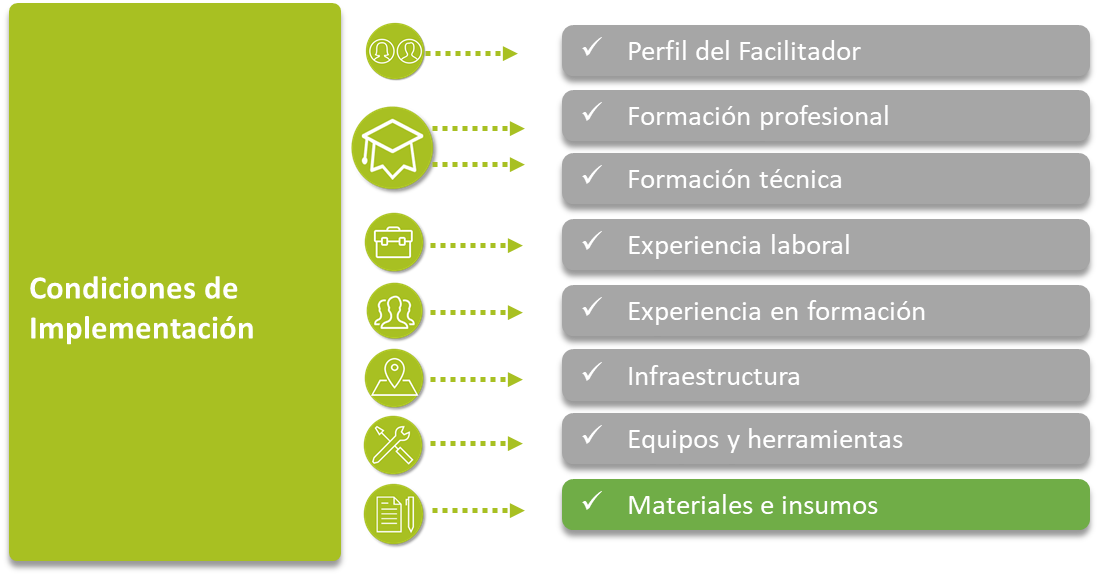 Condiciones de
Implementación
✓ Perfil del Facilitador
✓ Formación profesional
✓ Formación técnica
✓ Experiencia laboral
✓ Experiencia en formación
✓ Infraestructura
✓ Equipos y herramientas
✓ Materiales e insumos